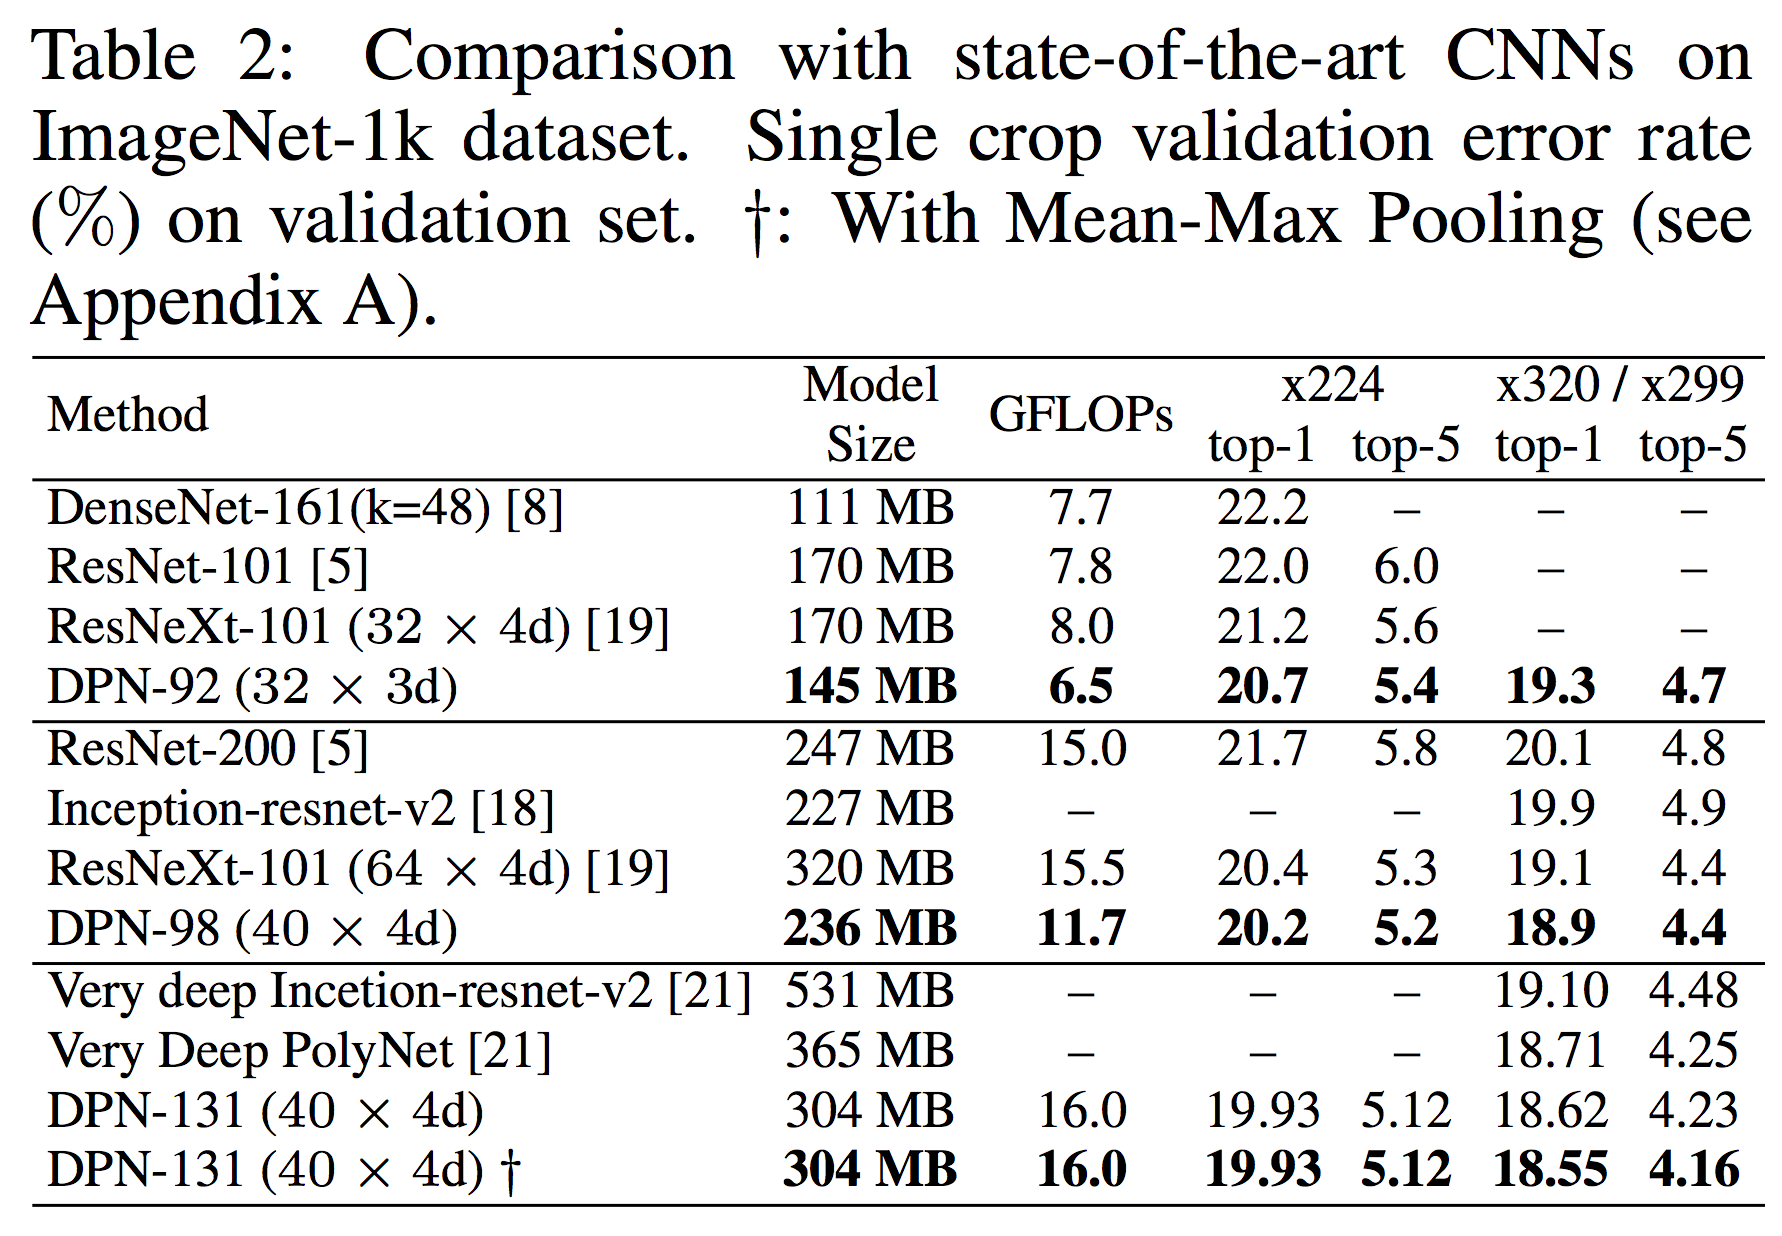 Table 2: Comparison with state-of-the-art CNNs on
ImageNet-1k dataset. Single crop validation error rate
(%) on validation set. †: With Mean-Max Pooling (see
Appendix A).
Method Model Size GFLOPs x224 x320 / x299
top-1 top-5 top-1 top-5
DenseNet-161(k=48) [8] 111 MB 7.7 22.2 – – –
ResNet-101 [5] 170 MB 7.8 22.0 6.0 – –
ResNeXt-101 (32 × 4d) [19] 170 MB 8.0 21.2 5.6 – –
DPN-92 (32 × 3d) 145 MB 6.5 20.7 5.4 19.3 4.7
ResNet-200 [5] 247 MB 15.0 21.7 5.8 20.1 4.8
Inception-resnet-v2 [18] 227 MB – – – 19.9 4.9
ResNeXt-101 (64 × 4d) [19] 320 MB 15.5 20.4 5.3 19.1 4.4
DPN-98 (40 × 4d) 236 MB 11.7 20.2 5.2 18.9 4.4
Very deep Incetion-resnet-v2 [21] 531 MB – – – 19.10 4.48
Very Deep PolyNet [21] 365 MB – – – 18.71 4.25
DPN-131 (40 × 4d) 304 MB 16.0 19.93 5.12 18.62 4.23
DPN-131 (40 × 4d) † 304 MB 16.0 19.93 5.12 18.55 4.16